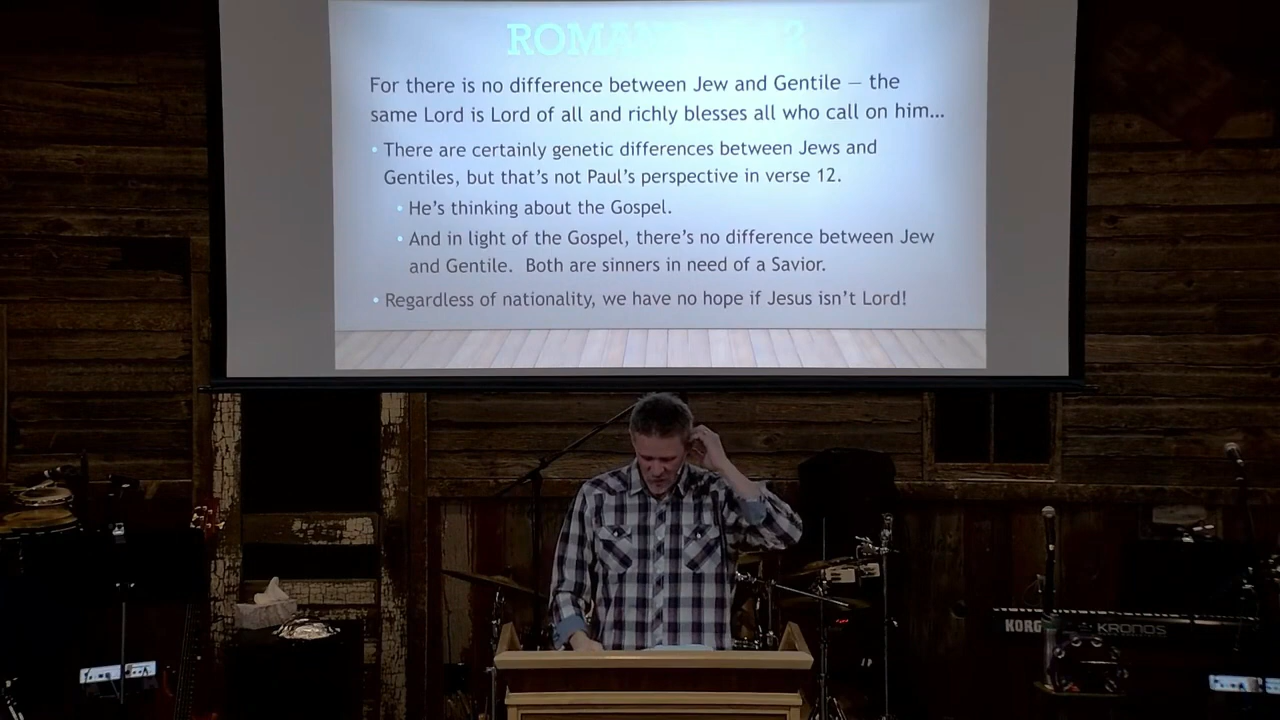 For there is no difference between Jew and Gentile – the
same Lord is Lord of all and richly blesses all who call on him…
• There are certainly genetic differences between Jews and
Gentiles, but that's not Paul's perspective in verse 12.
• He's thinking about the Gospel.
• And in light of the Gospel, there's no difference between Jew
and Gentile.  Both are sinners in need of a Savior.
• Regardless of nationality, we have no hope if Jesus isn't Lord!
KORG KRONOS